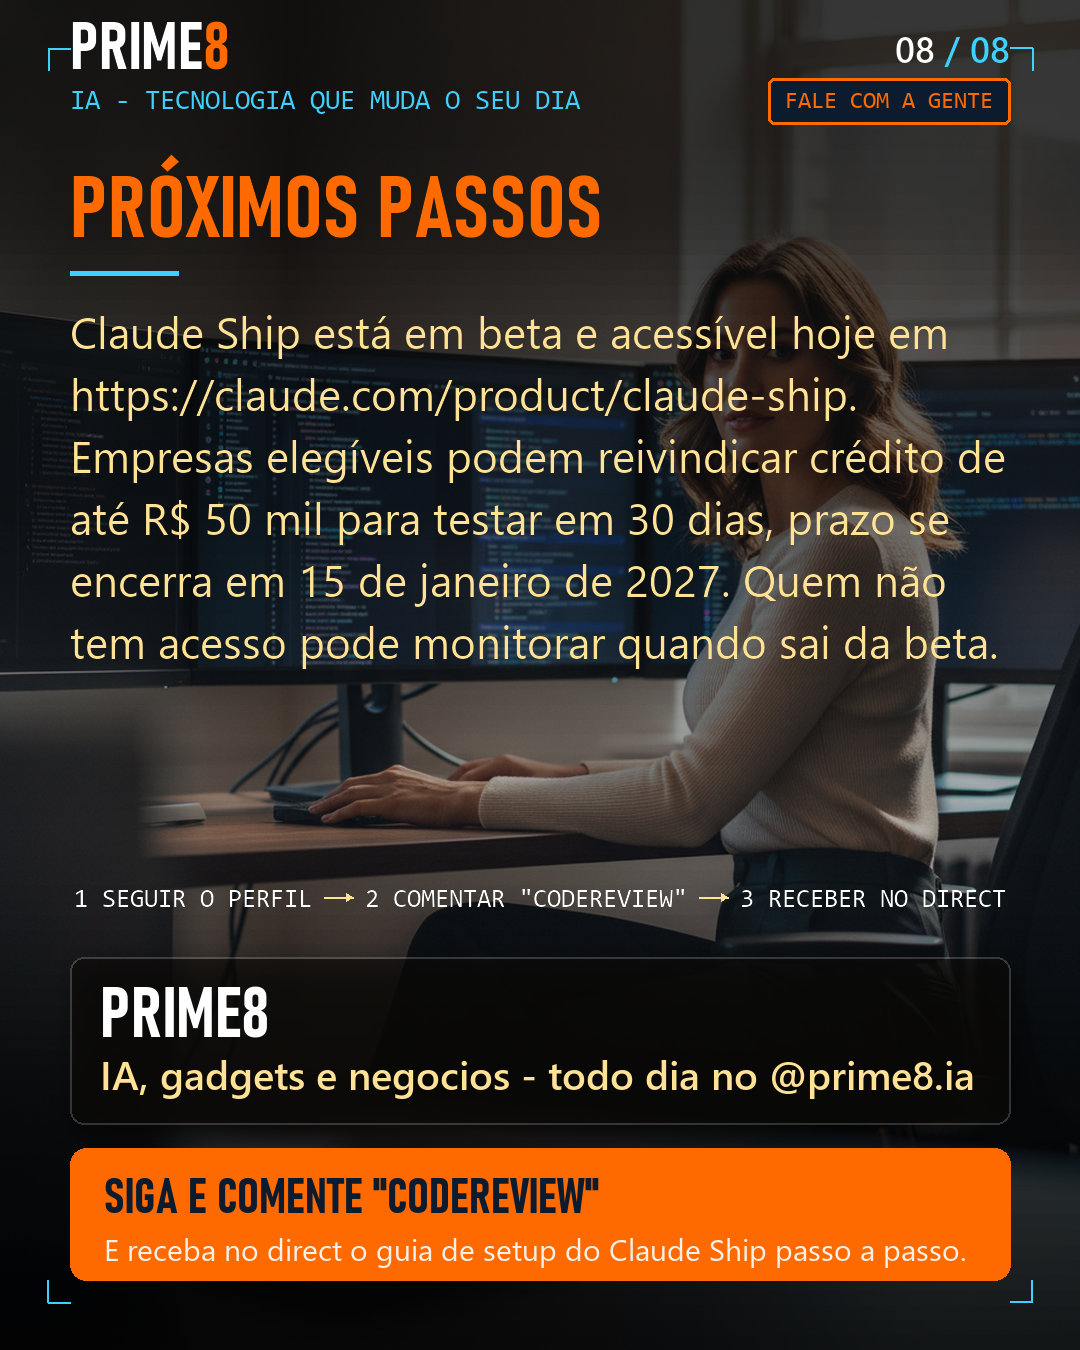 PRIME8
08 / 08
IA - TECNOLOGIA QUE MUDA O SEU DIA
FALE COM A GENTE
PRÓXIMOS PASSOS
Claude Ship está em beta e acessível hoje em
https://claude.com/product/claude-ship.
Empresas elegíveis podem reivindicar crédito de
até R$ 50 mil para testar em 30 dias, prazo se
encerra em 15 de janeiro de 2027. Quem não
tem acesso pode monitorar quando sai da beta.
1 SEGUIR O PERFIL → 2 COMENTAR "CODEREVIEW" → 3 RECEBER NO DIRECT
PRIME8
IA, gadgets e negocios - todo dia no @prime8.ia
SIGA E COMENTE "CODEREVIEW"
E receba no direct o guia de setup do Claude Ship passo a passo.